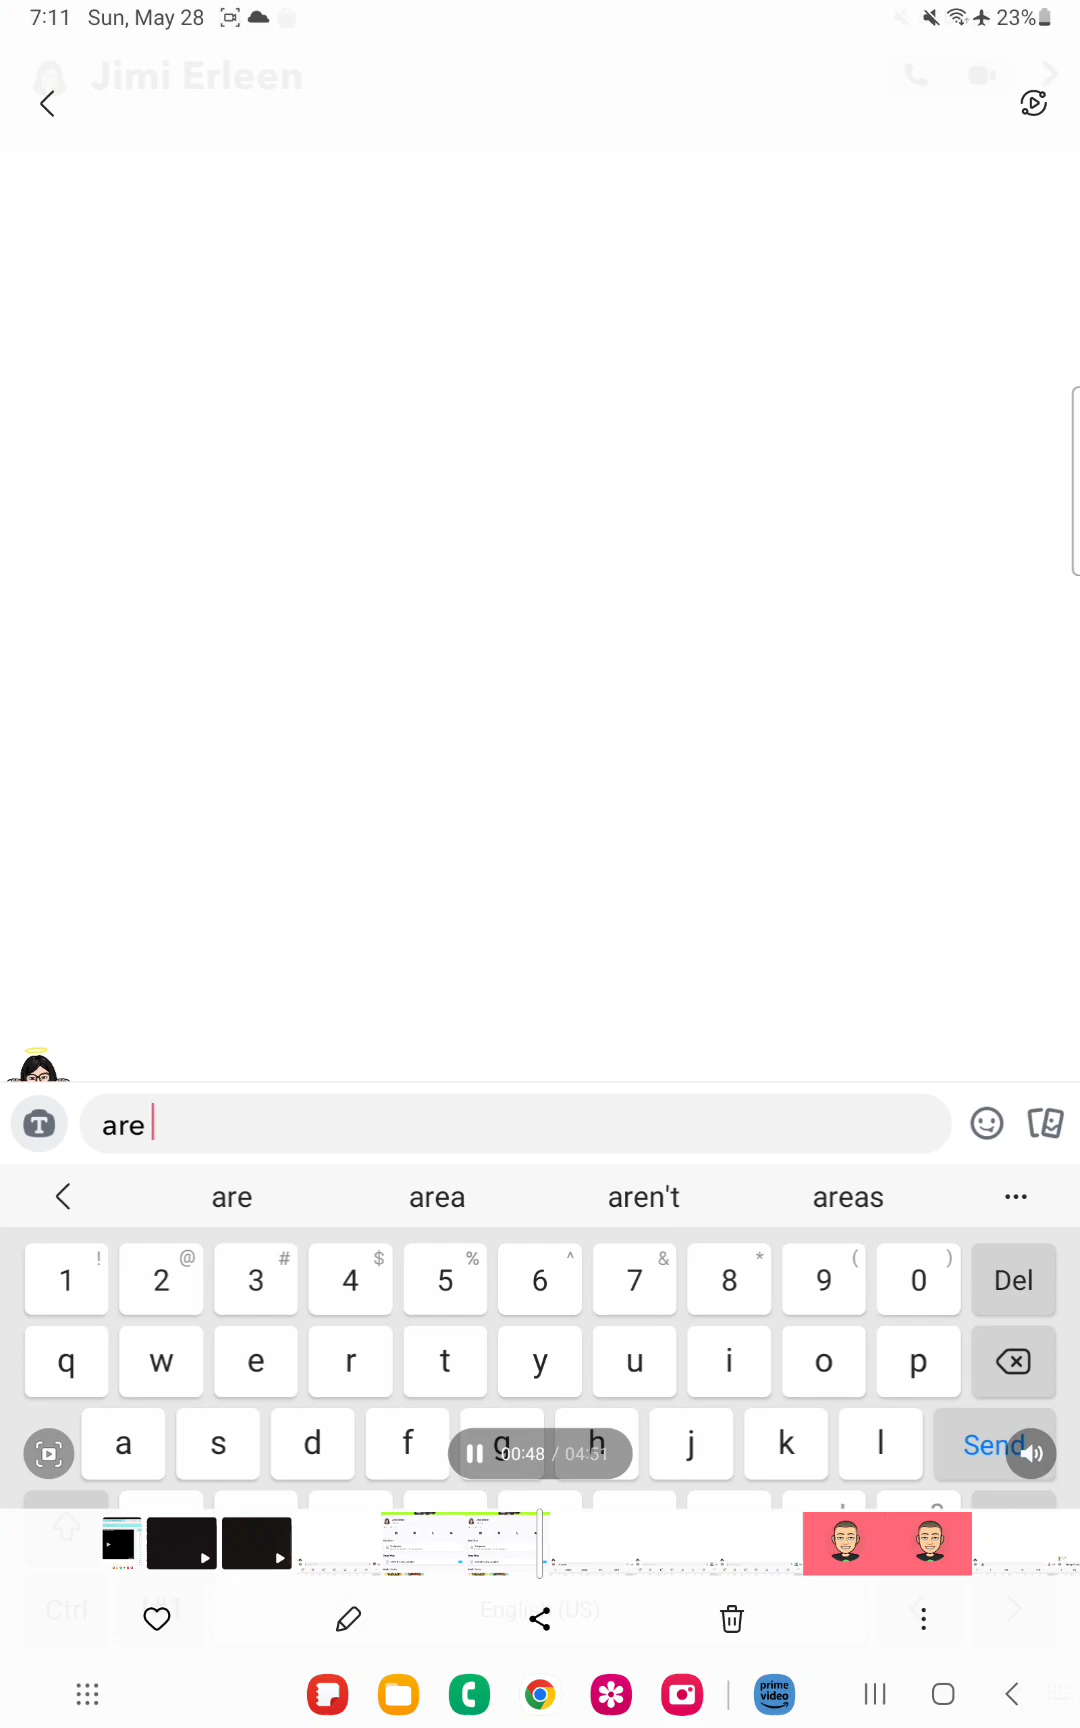 7:11 Sun, May 28 23%
Jimi Erleen
are
are area aren't areas
! @ # $ % ^ & * ( )
1 2 3 4 5 6 7 8 9 0 Del
q w e r t y u i o p
a s d f g h j k l Send
00:48 / 04:51
Ctrl English (US)
prime video